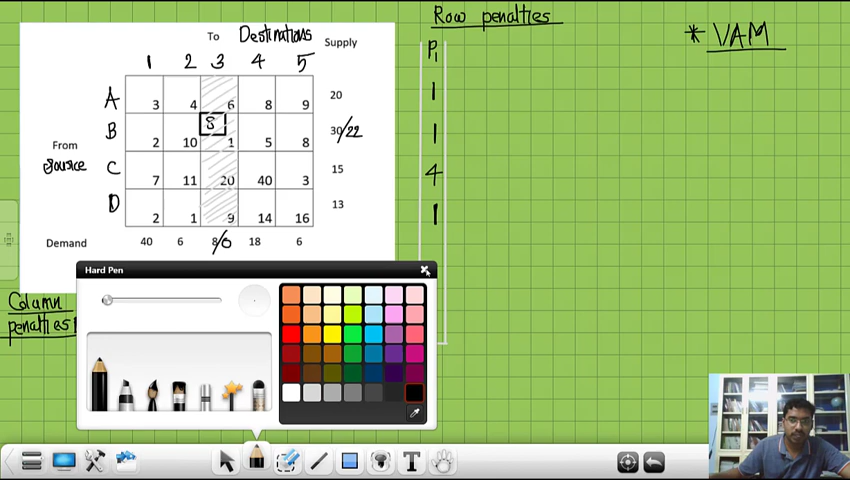 Row penalties
* VAM
To Destinations Supply
P1
1 2 3 4 5
A 3 4 6 8 9 20 1
8
B 2 10 1 5 8 30/22 1
From
Source
C 7 11 20 40 3 15 4
D 2 1 9 14 16 13 1
Demand 40 6 8/0 18 6
Hard Pen
Column
penalties
T